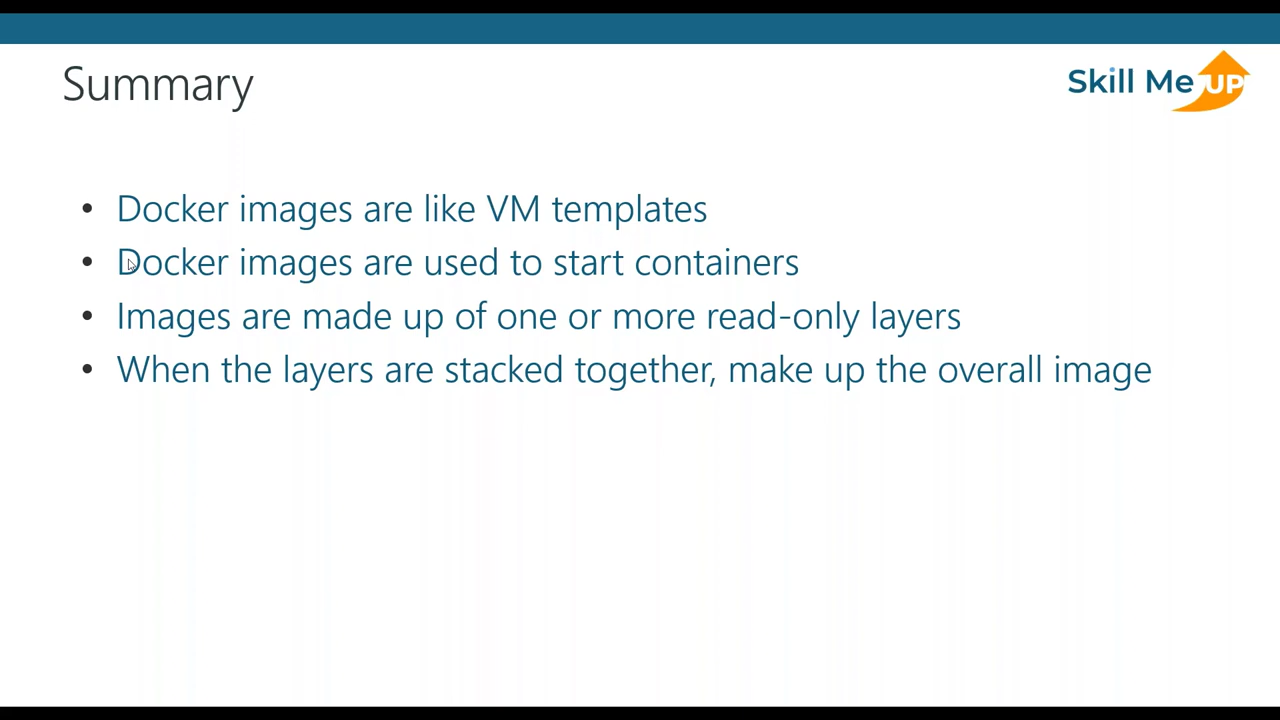 Summary
Skill Me UP
• Docker images are like VM templates
• Docker images are used to start containers
• Images are made up of one or more read-only layers
• When the layers are stacked together, make up the overall image